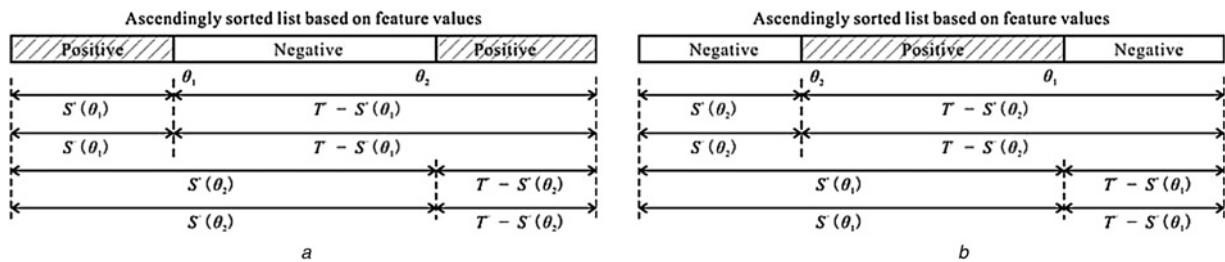 Ascendingly sorted list based on feature values
Positive Negative Positive
θ₁ θ₂
S(θ₁) T - S(θ₁)
S(θ₁) T - S(θ₁)
S(θ₂) T - S(θ₂)
S(θ₂) T - S(θ₂)
a
Ascendingly sorted list based on feature values
Negative Positive Negative
θ₂ θ₁
S(θ₂) T - S(θ₂)
S(θ₂) T - S(θ₂)
S(θ₁) T - S(θ₁)
S(θ₁) T - S(θ₁)
b